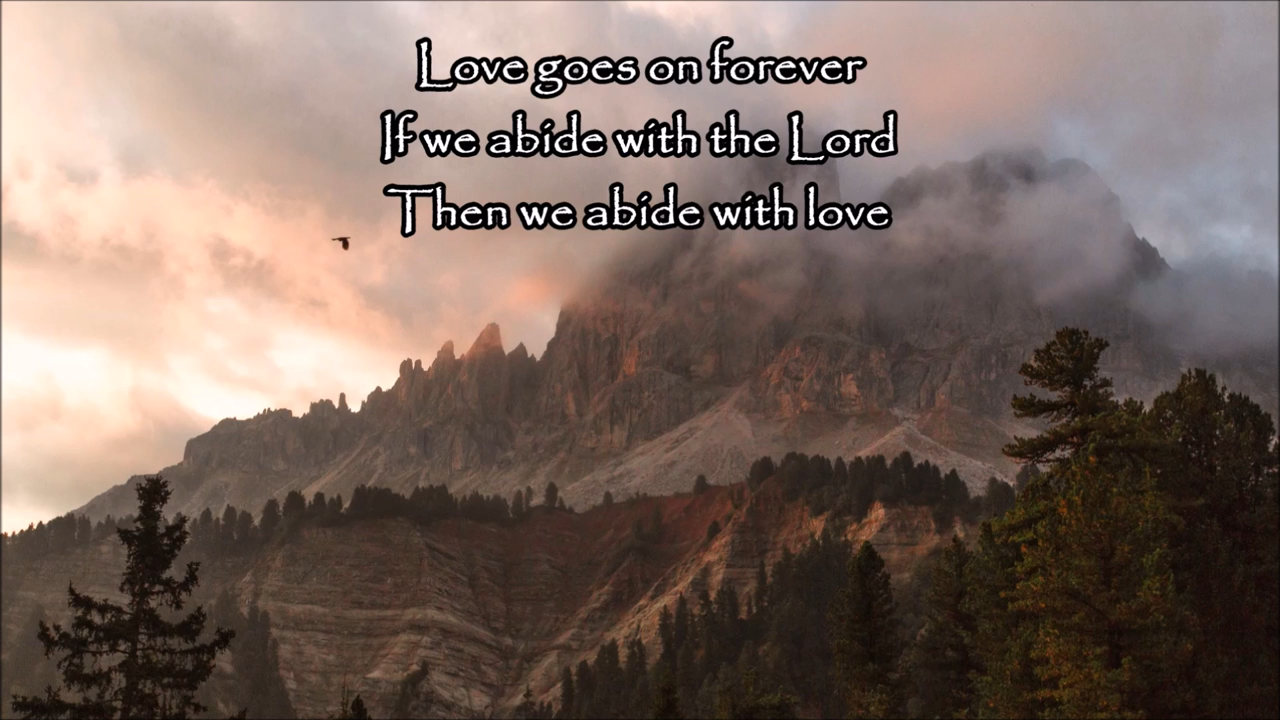 Love goes on forever
If we abide with the Lord
Then we abide with love